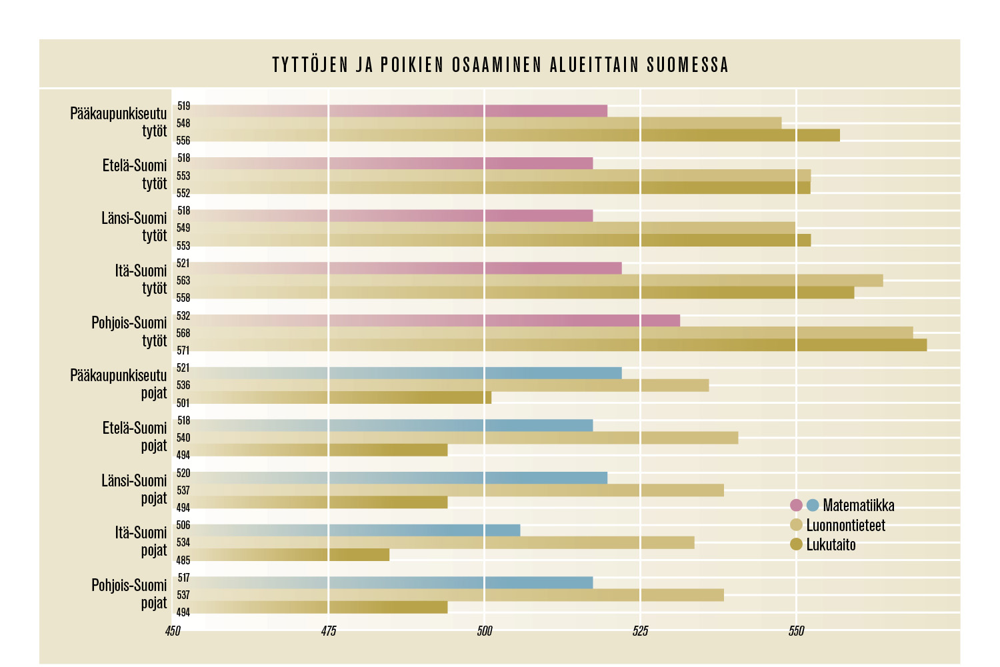 TYTTÖJEN JA POIKIEN OSAAMINEN ALUEITTAIN SUOMESSA
Pääkaupunkiseutu
tytöt
519
548
556
Etelä-Suomi
tytöt
518
553
552
Länsi-Suomi
tytöt
518
549
553
Itä-Suomi
tytöt
521
563
558
Pohjois-Suomi
tytöt
532
568
571
Pääkaupunkiseutu
pojat
521
536
501
Etelä-Suomi
pojat
518
540
494
Länsi-Suomi
pojat
520
537
494
Itä-Suomi
pojat
506
534
485
Pohjois-Suomi
pojat
517
537
494
Matematiikka
Luonnontieteet
Lukutaito
450 475 500 525 550